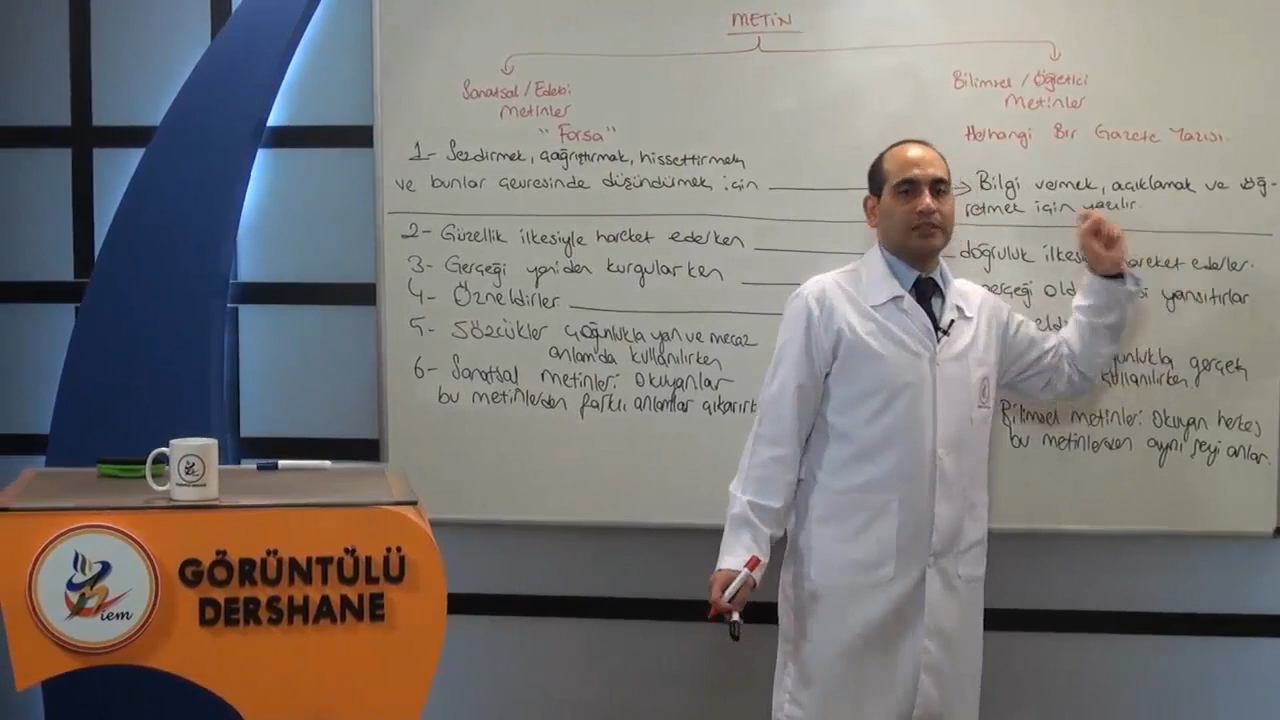 METİN
Sanatsal / Edebi
Metinler
"Forsa"
Bilimsel / Öğretici
Metinler
Herhangi Bir Gazete Yazısı.
1- Sezdirmek, çağrıştırmak, hissettirmek
ve bunlar çevresinde düşündürmek için
Bilgi vermek, açıklamak ve öğ-
retmek için yazılır.
2- Güzellik ilkesiyle hareket ederken
doğruluk hareket ederler.
3- Gerçeği yeniden kurgularken
yansıtırlar
4- Özneldirler
5- Sözcükler çoğunlukla yan ve mecaz
anlamda kullanılırken
gerçek
kullanılırken.
6- Sanatsal metinleri okuyanlar
bu metinlerden farklı anlamlar
Bilimsel metinleri okuyan herkes
bu metinlerden aynı şeyi anlar.
GÖRÜNTÜLÜ
DERSHANE
iem